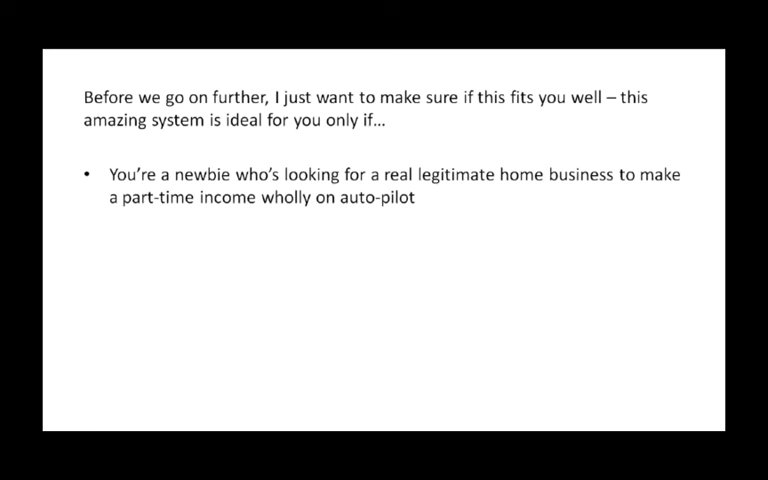 Before we go on further, I just want to make sure if this fits you well – this
amazing system is ideal for you only if...
• You're a newbie who's looking for a real legitimate home business to make
a part-time income wholly on auto-pilot